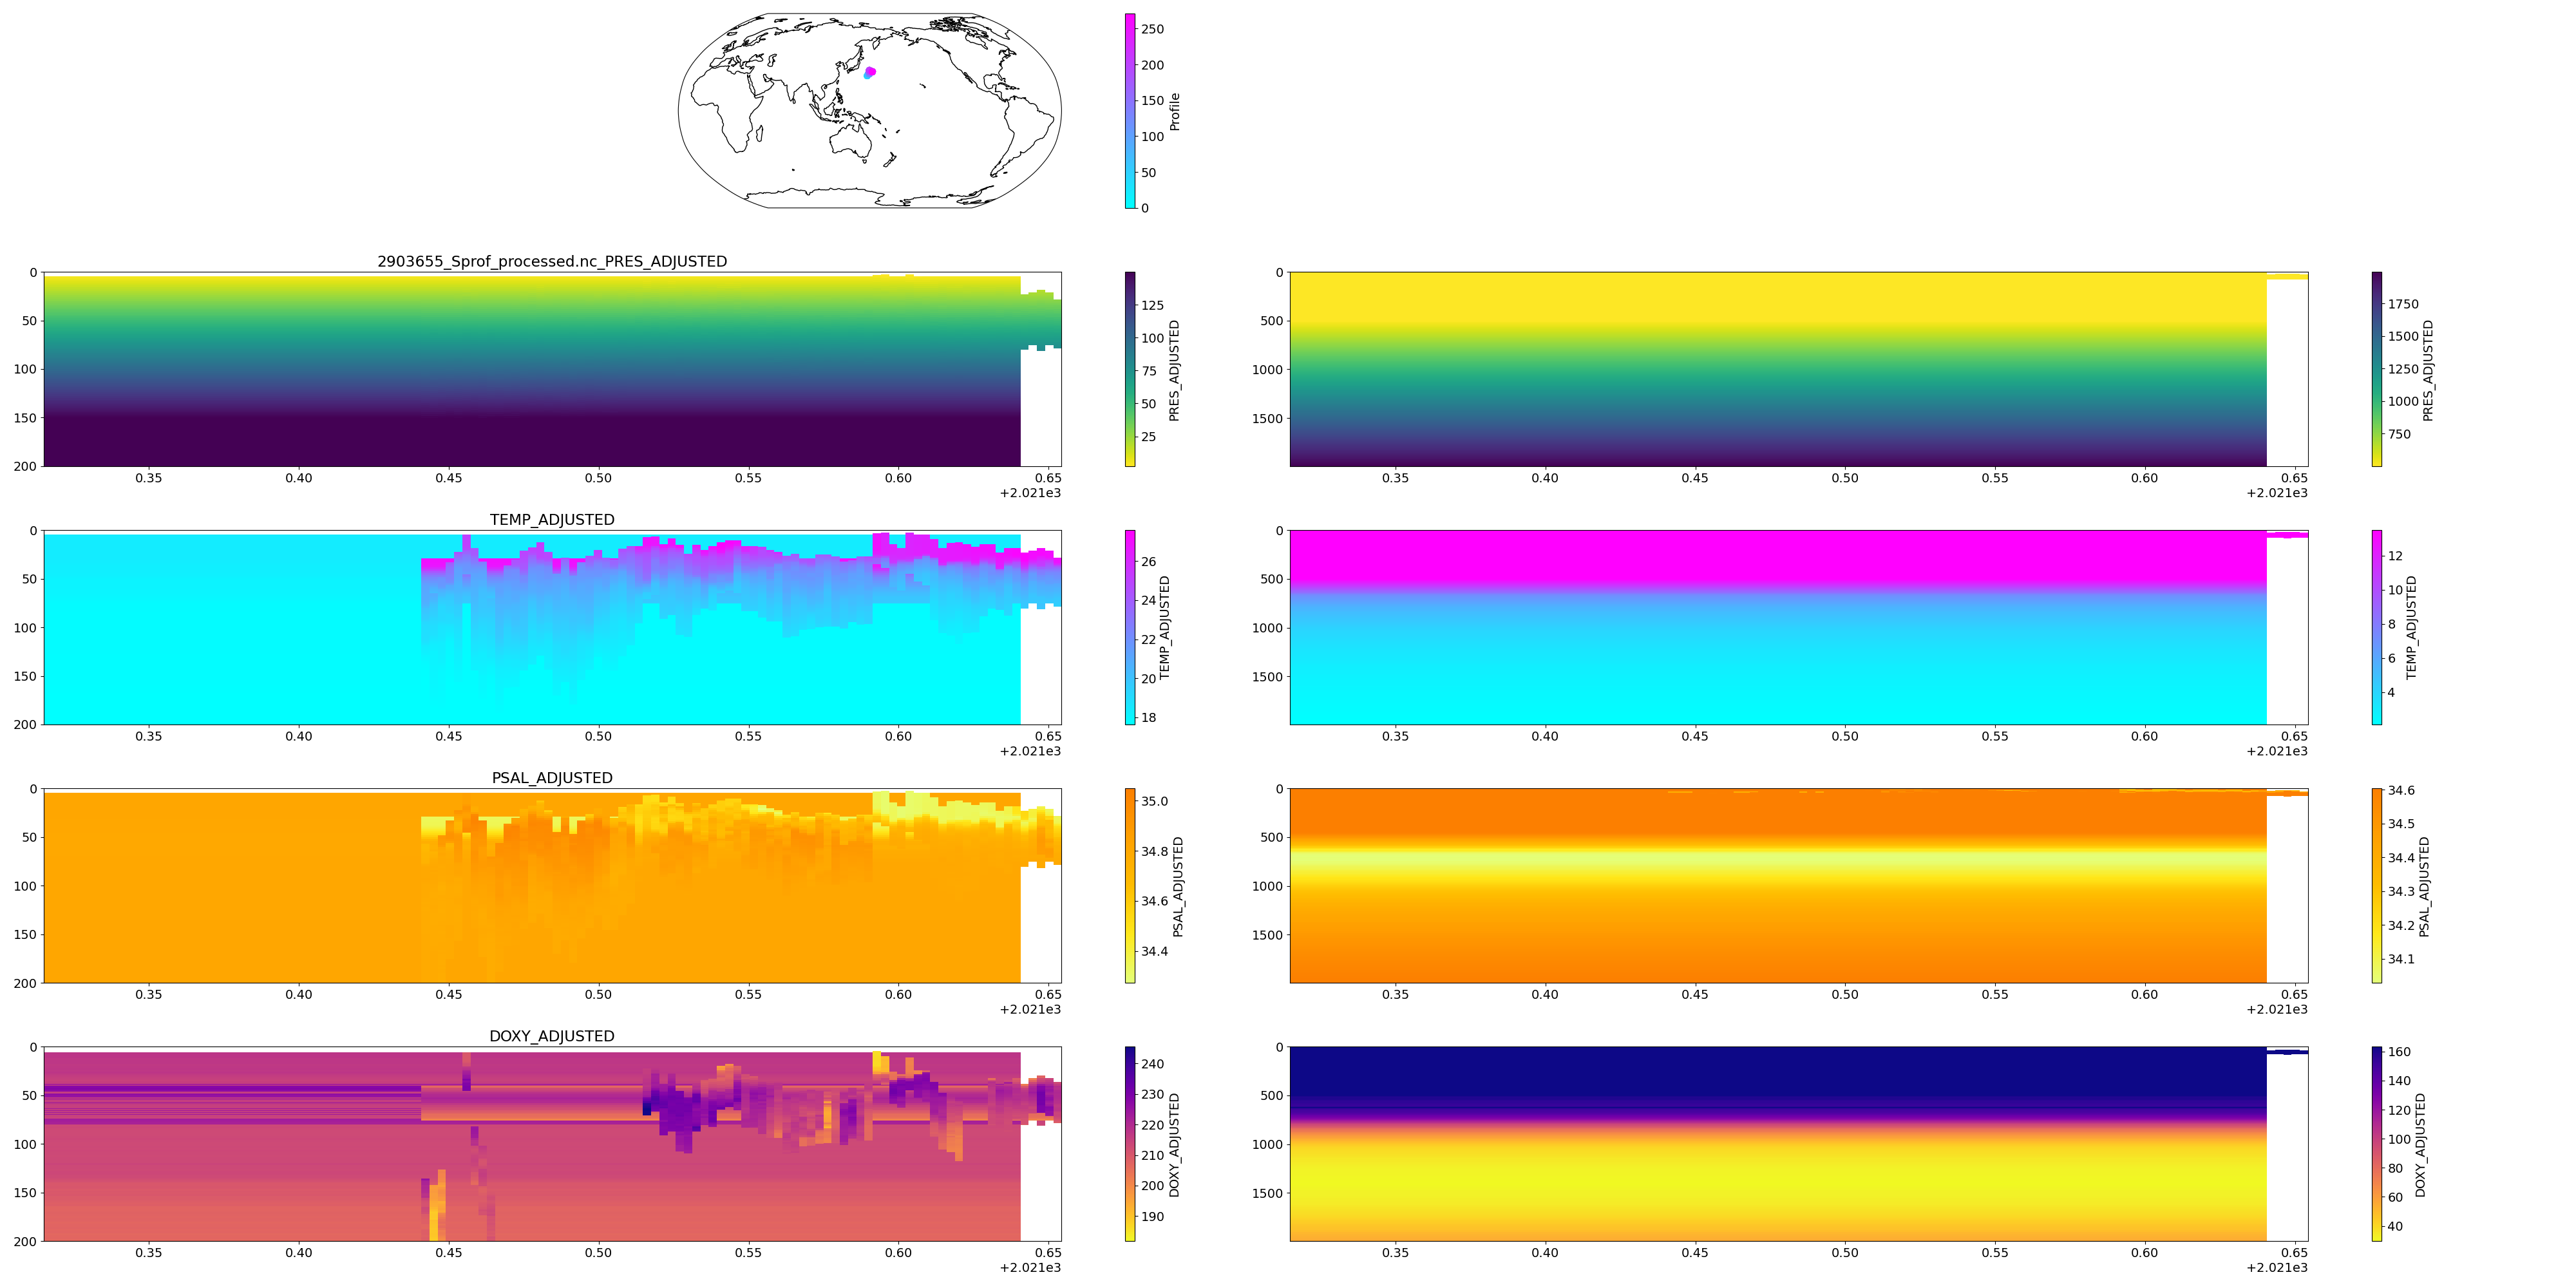 250
200
150
100
50
0
Profile
2903655_Sprof_processed.nc_PRES_ADJUSTED
0
50
100
150
200
0.35 0.40 0.45 0.50 0.55 0.60 0.65
+2.021e3
125
100
75
50
25
PRES_ADJUSTED
0
500
1000
1500
0.35 0.40 0.45 0.50 0.55 0.60 0.65
+2.021e3
1750
1500
1250
1000
750
PRES_ADJUSTED
TEMP_ADJUSTED
0
50
100
150
200
0.35 0.40 0.45 0.50 0.55 0.60 0.65
+2.021e3
26
24
22
20
18
TEMP_ADJUSTED
0
500
1000
1500
0.35 0.40 0.45 0.50 0.55 0.60 0.65
+2.021e3
12
10
8
6
4
TEMP_ADJUSTED
PSAL_ADJUSTED
0
50
100
150
200
0.35 0.40 0.45 0.50 0.55 0.60 0.65
+2.021e3
35.0
34.8
34.6
34.4
PSAL_ADJUSTED
0
500
1000
1500
0.35 0.40 0.45 0.50 0.55 0.60 0.65
+2.021e3
34.6
34.5
34.4
34.3
34.2
34.1
PSAL_ADJUSTED
DOXY_ADJUSTED
0
50
100
150
200
0.35 0.40 0.45 0.50 0.55 0.60 0.65
+2.021e3
240
230
220
210
200
190
DOXY_ADJUSTED
0
500
1000
1500
0.35 0.40 0.45 0.50 0.55 0.60 0.65
+2.021e3
160
140
120
100
80
60
40
DOXY_ADJUSTED